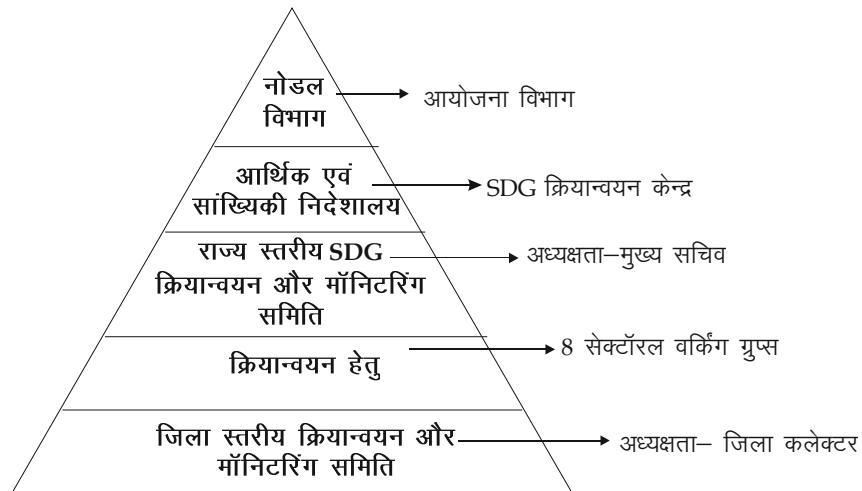 नोडल
विभाग
आयोजना विभाग
आर्थिक एवं
सांख्यिकी निदेशालय
SDG क्रियान्वयन केन्द्र
राज्य स्तरीय SDG
क्रियान्वयन और मॉनिटरिंग
समिति
अध्यक्षता–मुख्य सचिव
क्रियान्वयन हेतु
8 सेक्टॉरल वर्किंग ग्रुप्स
जिला स्तरीय क्रियान्वयन और
मॉनिटरिंग समिति
अध्यक्षता– जिला कलेक्टर